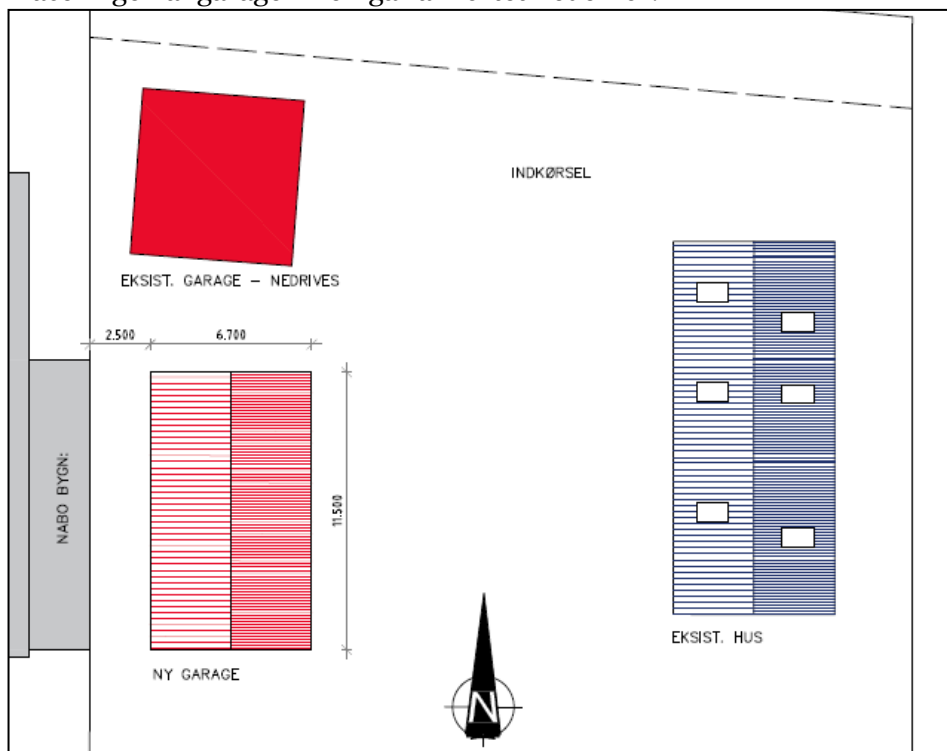 INDKØRSEL
EKSIST. GARAGE – NEDRIVES
2.500
6.700
NABO BYGN:
11.500
EKSIST. HUS
NY GARAGE
N